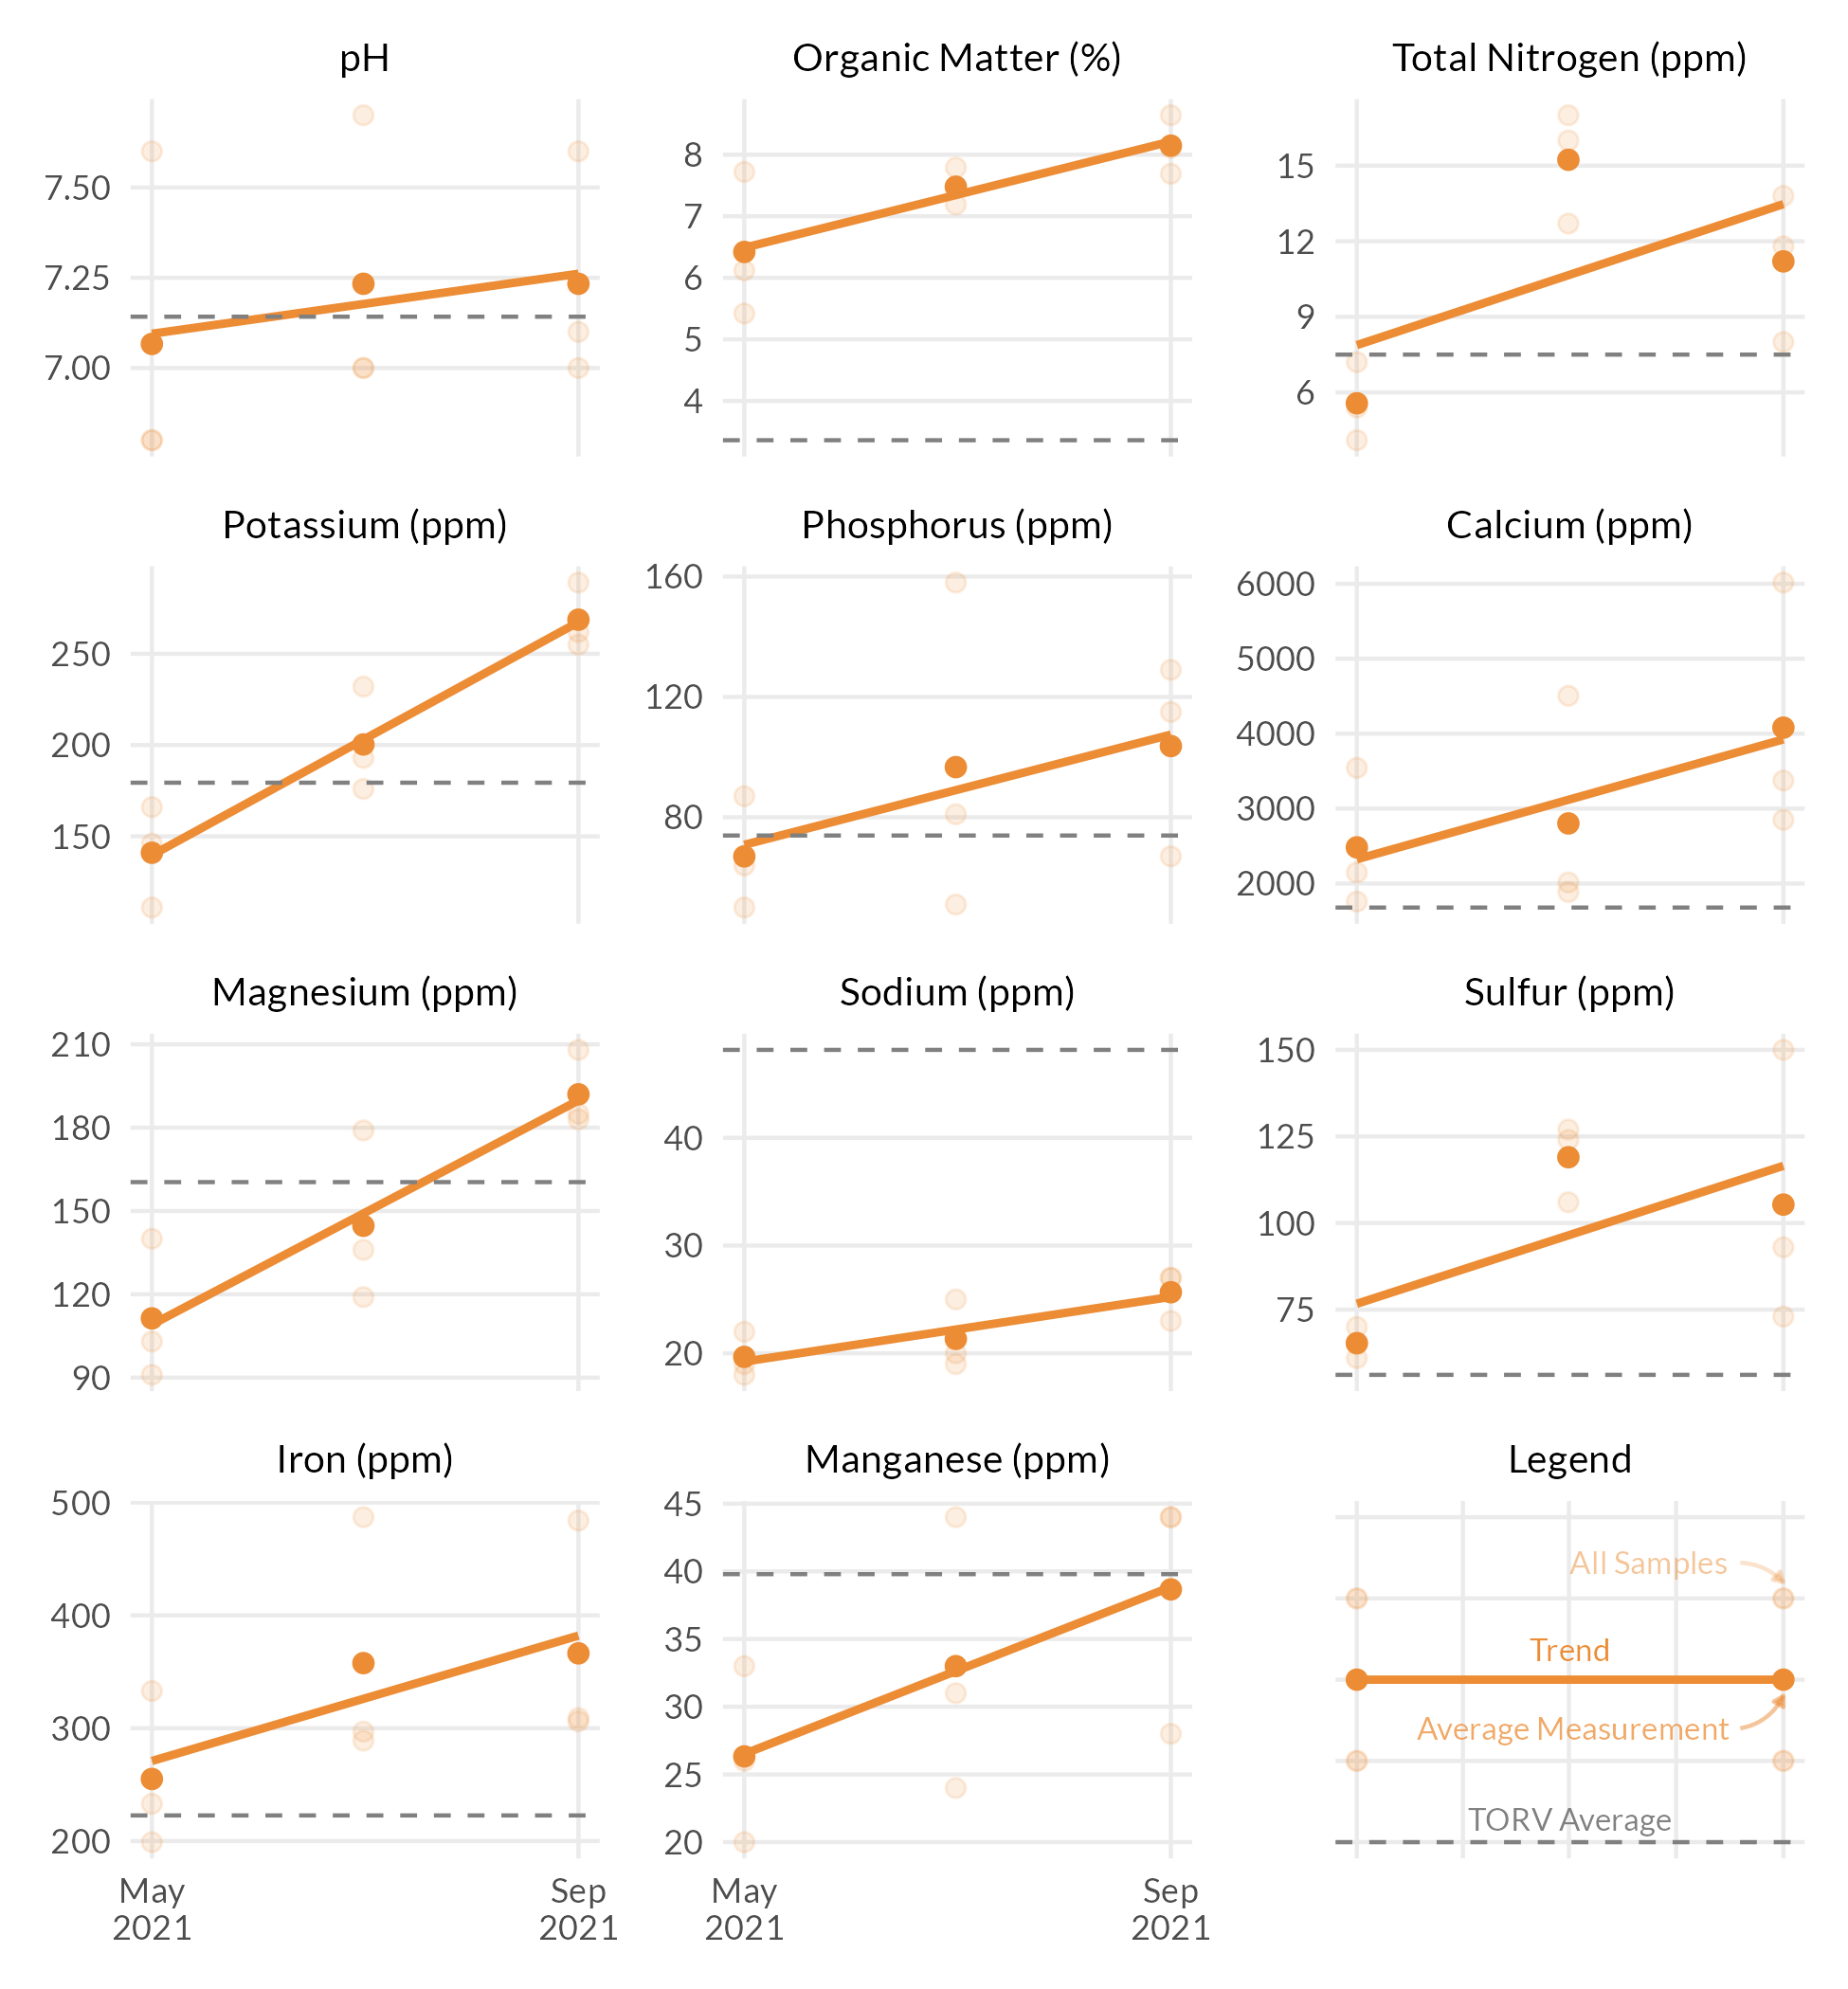 pH
7.50
7.25
7.00
Organic Matter (%)
8
7
6
5
4
Total Nitrogen (ppm)
15
12
9
6
Potassium (ppm)
250
200
150
Phosphorus (ppm)
160
120
80
Calcium (ppm)
6000
5000
4000
3000
2000
Magnesium (ppm)
210
180
150
120
90
Sodium (ppm)
40
30
20
Sulfur (ppm)
150
125
100
75
Iron (ppm)
500
400
300
200
May
2021
Sep
2021
Manganese (ppm)
45
40
35
30
25
20
May
2021
Sep
2021
Legend
All Samples
Trend
Average Measurement
TORV Average